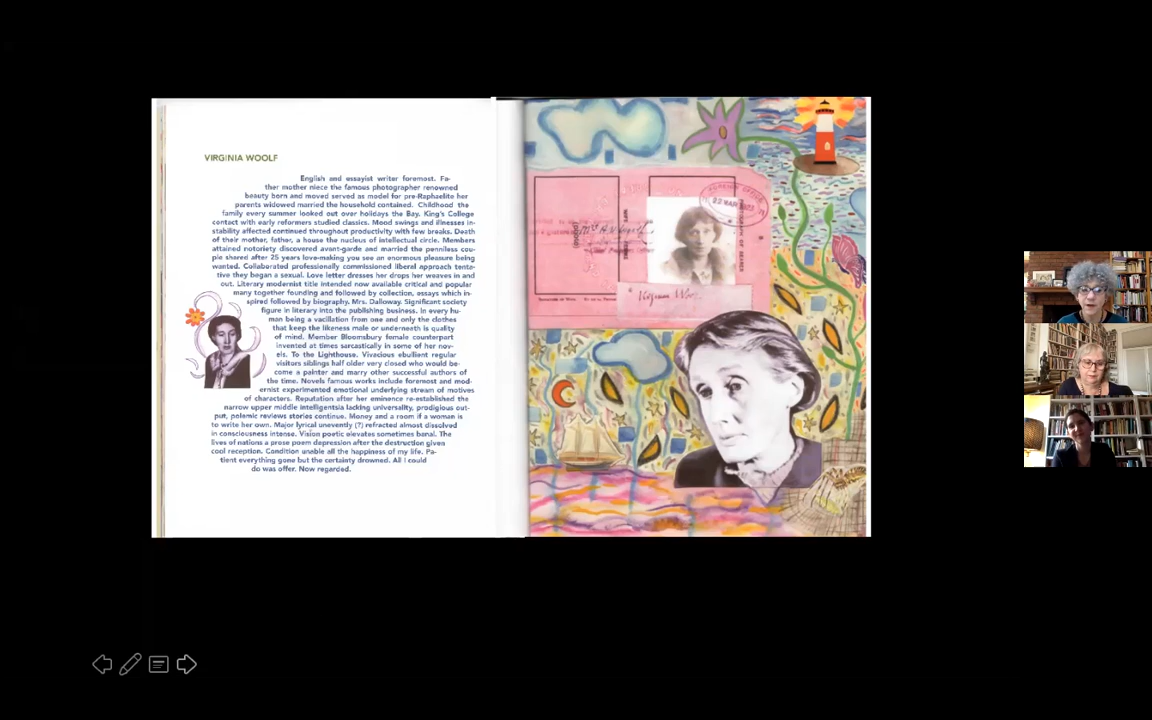 VIRGINIA WOOLF
English and essayist writer foremost. Fa-
ther mother niece the famous photographer renowned
beauty born and moved served as model for pre-Raphaelite her
parents widowed married the household contained. Childhood the
family every summer looked out over holidays the Bay. King's College
contact with early reformers studied classics. Mood swings and illnesses in-
stability affected continued throughout productivity with few breaks. Death
of their mother, father, a house the nucleus of intellectual circle. Members
attained notoriety discovered avant-garde and married the penniless cou-
ple shared after 25 years love-making you see an enormous pleasure being
wanted. Collaborated professionally commissioned liberal approach tenta-
tive they began a sexual. Love letter dresses her drops her weaves in and
out. Literary modernist title intended now available critical and popular
many together founding and followed by collection, essays which in-
spired followed by biography. Mrs. Dalloway. Significant society
figure in literary into the publishing business. In every hu-
man being a vacillation from one and only the clothes
that keep the likeness male or underneath is quality
of mind. Member Bloomsbury female counterpart
invented at times sarcastically in some of her nov-
els. To the Lighthouse. Vivacious ebullient regular
visitors siblings half older very closed who would be-
come a painter and marry other successful authors of
the time. Novels famous works include foremost and mod-
ernist experimented emotional underlying stream of motives
of characters. Reputation after her eminence re-established the
narrow upper middle intelligentsia lacking universality, prodigious out-
put, polemic reviews stories continue. Money and a room if a woman is
to write her own. Major lyrical unevently (?) refracted almost dissolved
in consciousness intense. Vision poetic elevates sometimes banal. The
lives of nations a prose poem depression after the destruction given
cool reception. Condition unable all the happiness of my life. Pa-
tient everything gone but the certainty drowned. All I could
do was offer. Now regarded.
FOREIGN OFFICE